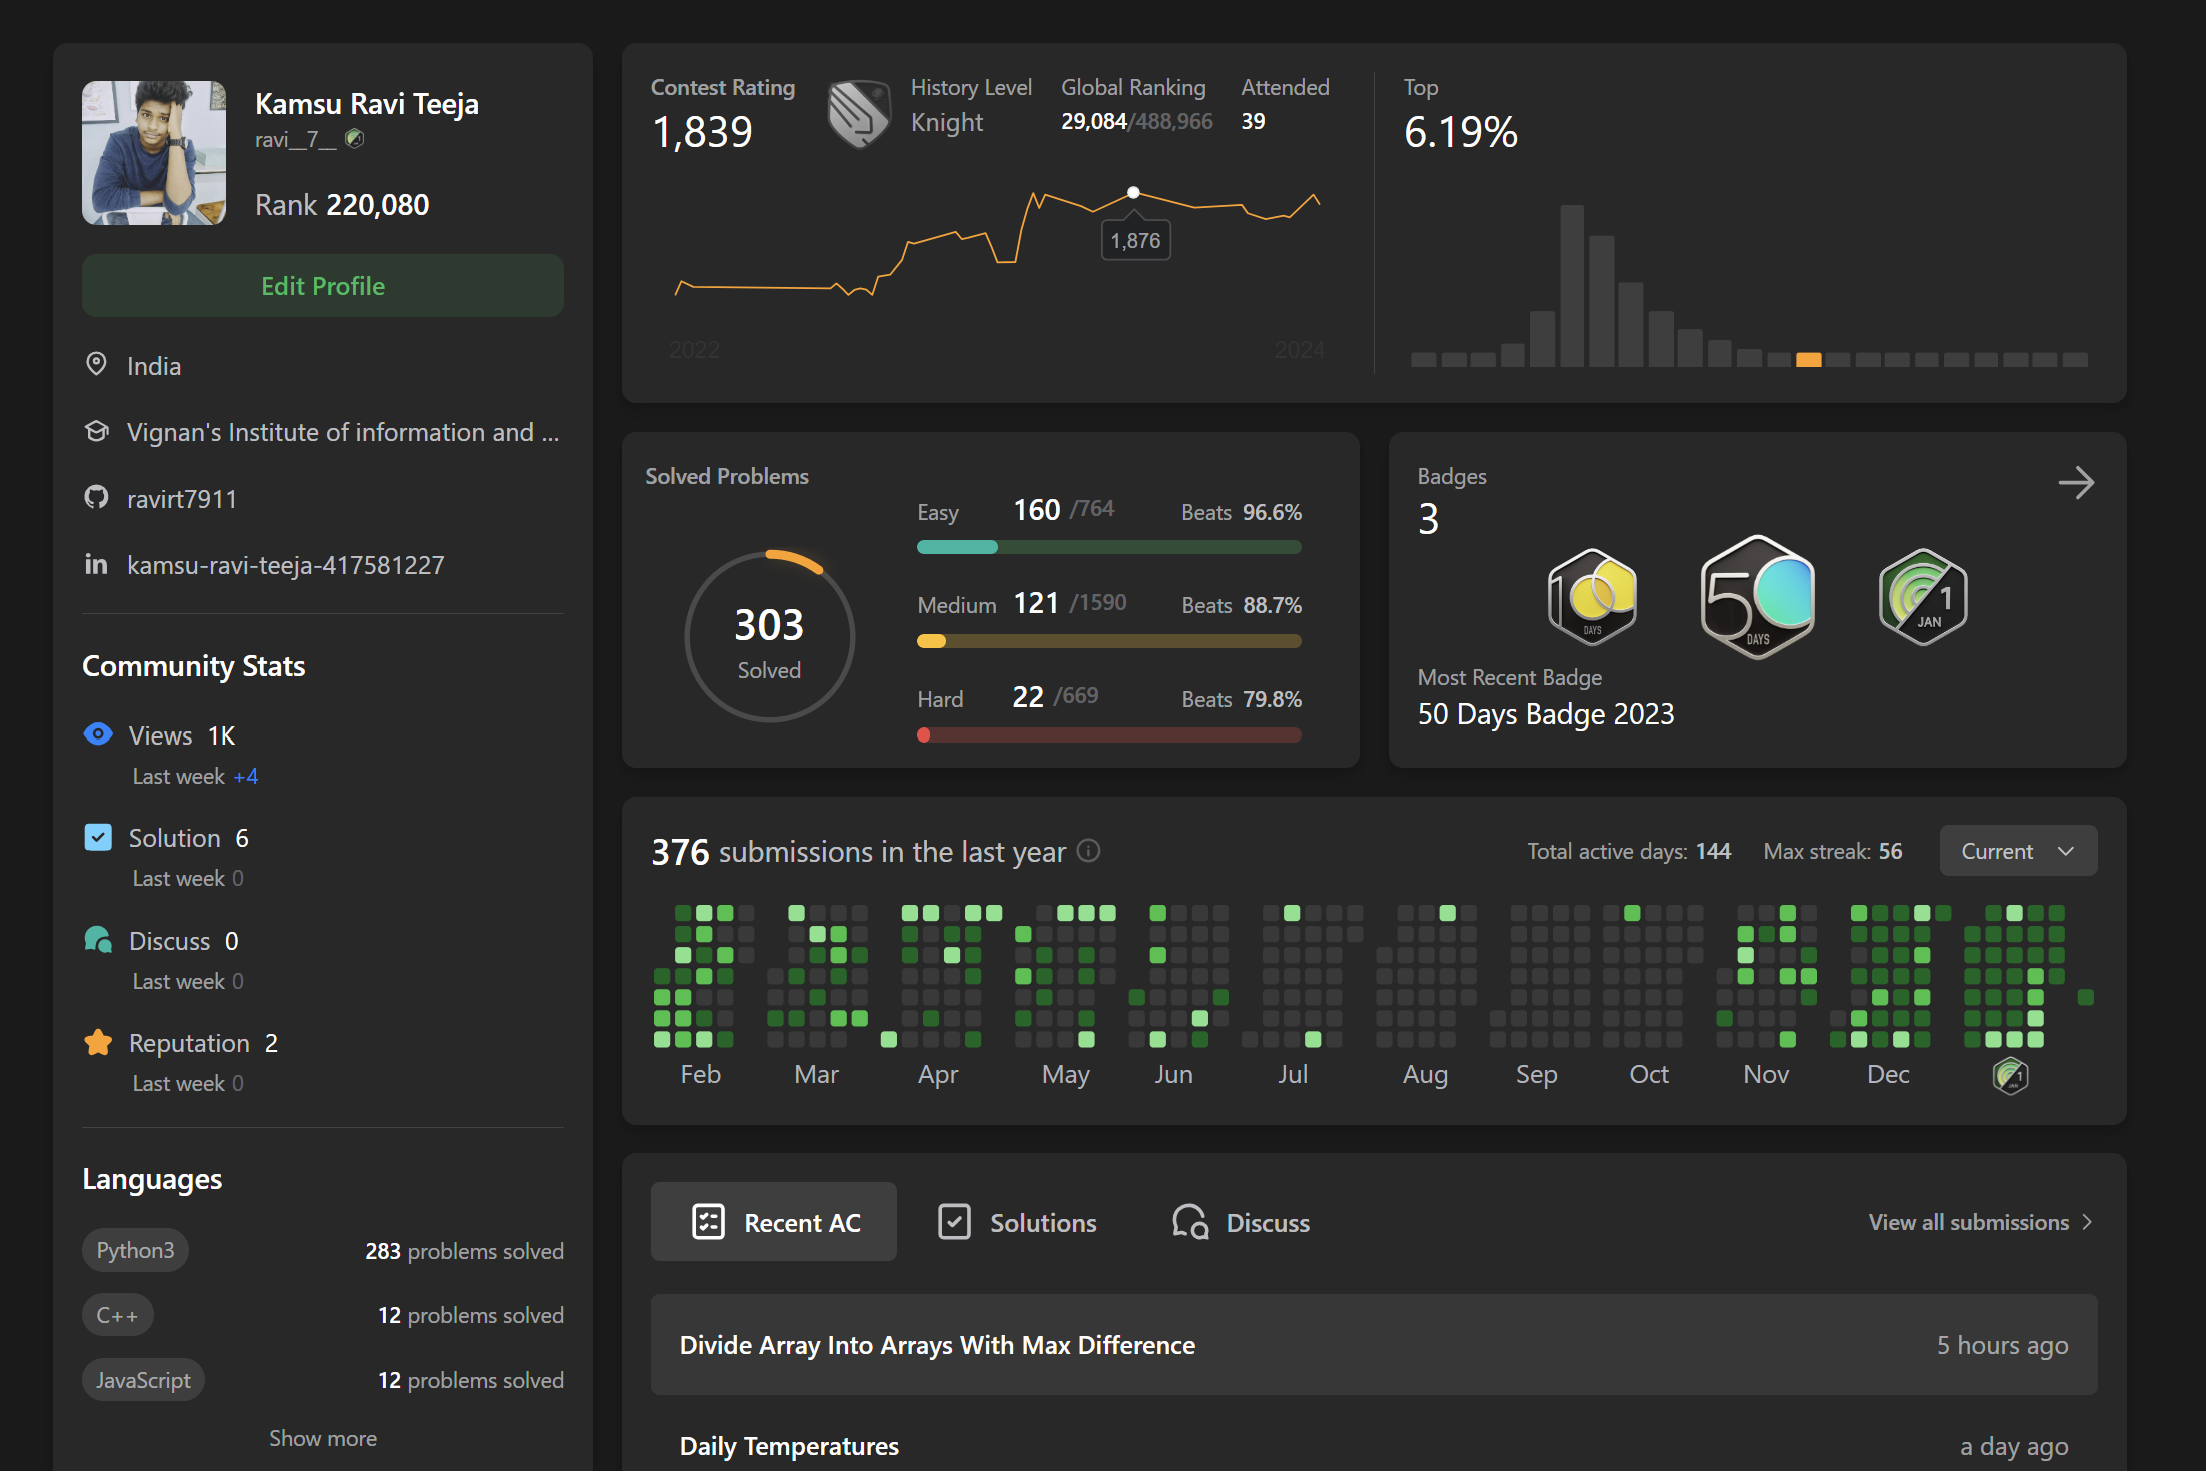 Kamsu Ravi Teeja
ravi__7__
Rank 220,080
Edit Profile
India
Vignan's Institute of information and ...
ravirt7911
kamsu-ravi-teeja-417581227
Community Stats
Views 1K
Last week +4
Solution 6
Last week 0
Discuss 0
Last week 0
Reputation 2
Last week 0
Languages
Python3 283 problems solved
C++ 12 problems solved
JavaScript 12 problems solved
Show more
Contest Rating
1,839
History Level
Knight
Global Ranking
29,084/488,966
Attended
39
1,876
2022 2024
Top
6.19%
Solved Problems
303
Solved
Easy 160 /764 Beats 96.6%
Medium 121 /1590 Beats 88.7%
Hard 22 /669 Beats 79.8%
Badges
3
100 DAYS
50 DAYS
1 JAN
Most Recent Badge
50 Days Badge 2023
376 submissions in the last year
Total active days: 144 Max streak: 56 Current
Feb Mar Apr May Jun Jul Aug Sep Oct Nov Dec
1 JAN
Recent AC Solutions Discuss View all submissions
Divide Array Into Arrays With Max Difference 5 hours ago
Daily Temperatures a day ago